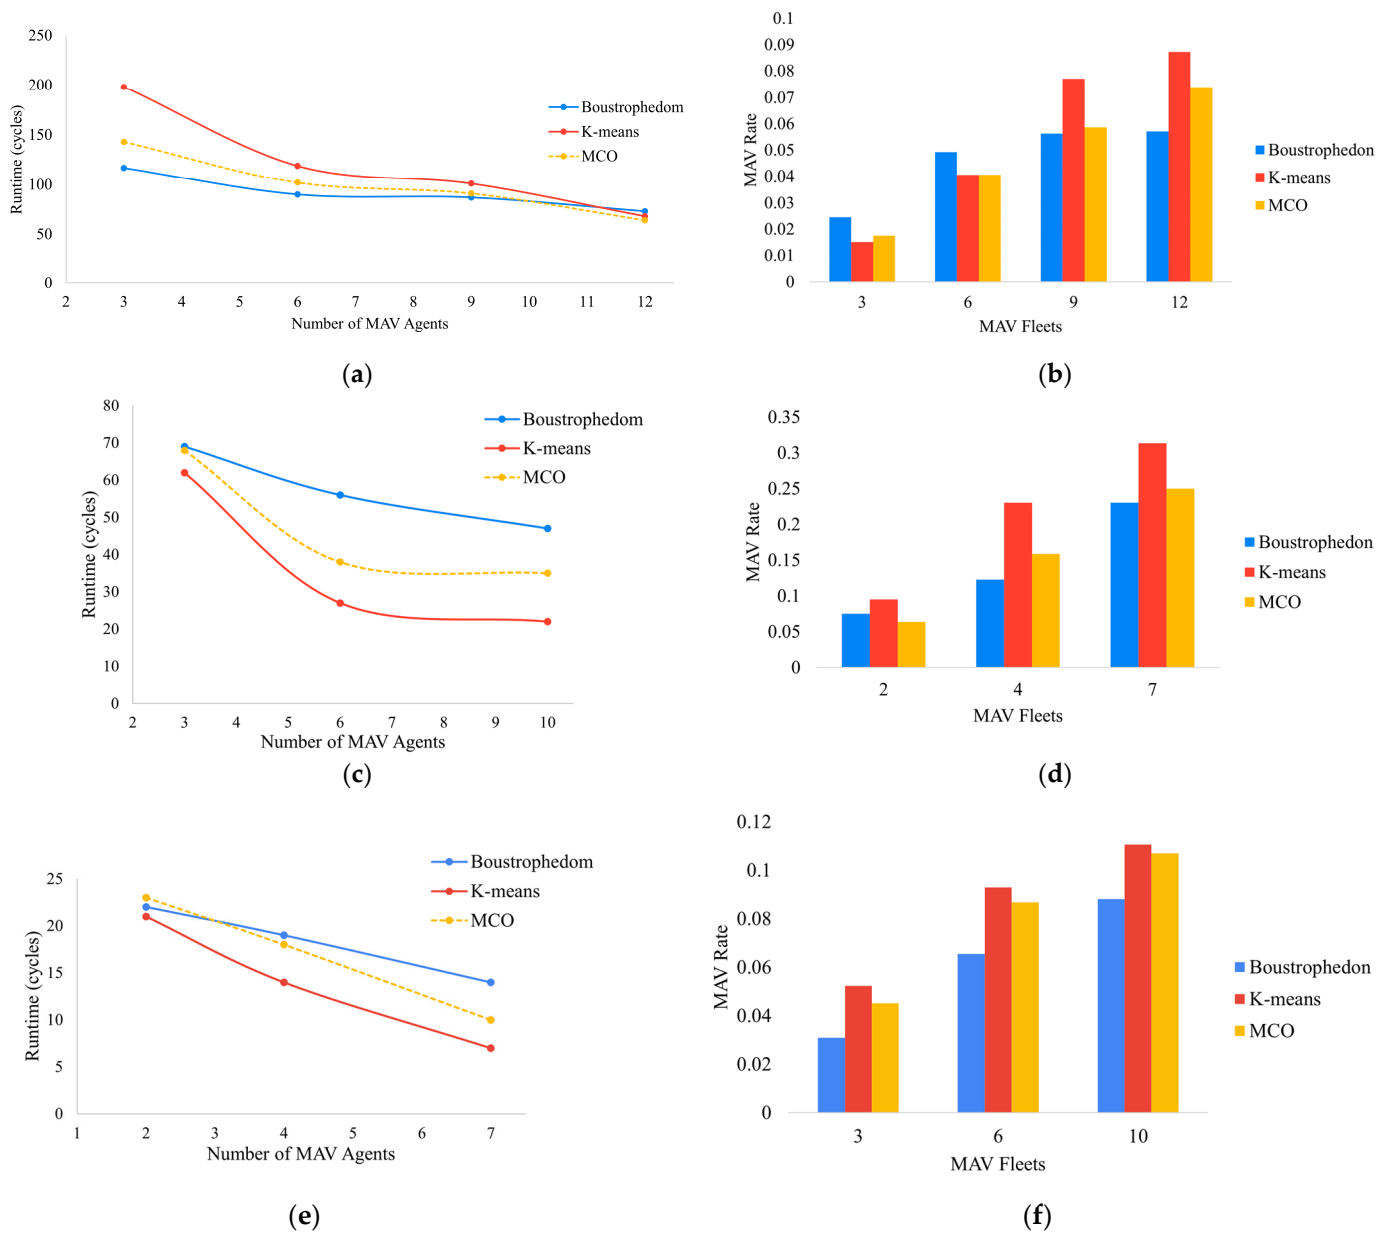 250
200
150
100
50
0
Runtime (cycles)
2 3 4 5 6 7 8 9 10 11 12
Number of MAV Agents
Boustrophedom
K-means
MCO
(a)
0.1
0.09
0.08
0.07
0.06
0.05
0.04
0.03
0.02
0.01
0
MAV Rate
3 6 9 12
MAV Fleets
Boustrophedon
K-means
MCO
(b)
80
70
60
50
40
30
20
10
0
Runtime (cycles)
2 3 4 5 6 7 8 9 10
Number of MAV Agents
Boustrophedom
K-means
MCO
(c)
0.35
0.3
0.25
0.2
0.15
0.1
0.05
0
MAV Rate
2 4 7
MAV Fleets
Boustrophedon
K-means
MCO
(d)
25
20
15
10
5
0
Runtime (cycles)
1 2 3 4 5 6 7
Number of MAV Agents
Boustrophedom
K-means
MCO
(e)
0.12
0.1
0.08
0.06
0.04
0.02
0
MAV Rate
3 6 10
MAV Fleets
Boustrophedon
K-means
MCO
(f)